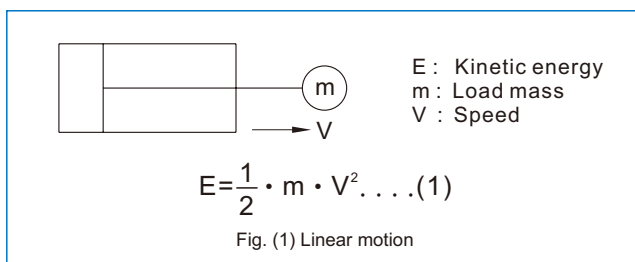 E : Kinetic energy
m
m : Load mass
V : Speed
V
E=1/2 · m · V². . . .(1)
Fig. (1) Linear motion